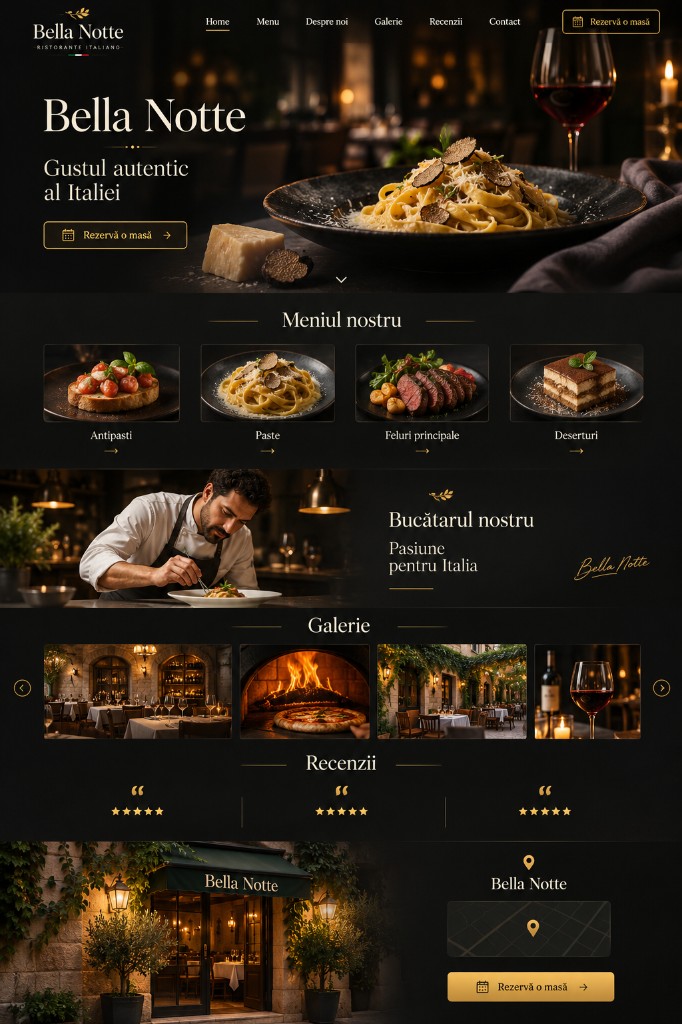 Bella Notte
RISTORANTE ITALIANO
Home
Menu
Despre noi
Galerie
Recenzii
Contact
Rezervă o masă
Bella Notte
Gustul autentic
al Italiei
Rezervă o masă
Meniul nostru
Antipasti
Paste
Feluri principale
Deserturi
Bucătarul nostru
Pasiune
pentru Italia
Bella Notte
Galerie
Recenzii
Bella Notte
Bella Notte
Rezervă o masă